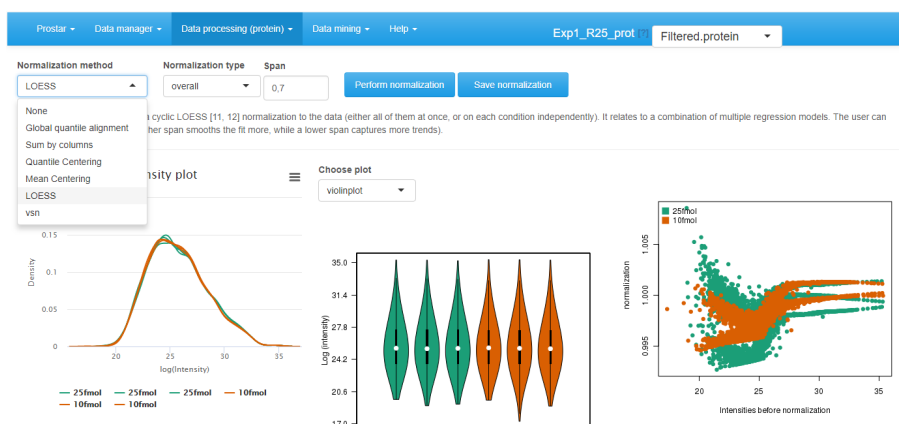 Prostar Data manager Data processing (protein) Data mining Help Exp1_R25_prot [?] Filtered.protein
Normalization method Normalization type Span
LOESS overall 0,7 Perform normalization Save normalization
None
Global quantile alignment
Sum by columns
Quantile Centering
Mean Centering
LOESS
vsn
a cyclic LOESS [11, 12] normalization to the data (either all of them at once, or on each condition independently). It relates to a combination of multiple regression models. The user can
her span smooths the fit more, while a lower span captures more trends).
nsity plot
Choose plot
violinplot
0.15
0.1
0.05
0
Density
20 25 30 35
log(Intensity)
25fmol 25fmol 25fmol 10fmol
10fmol 10fmol
35.0
31.4
27.8
24.2
20.6
17.0
Log (intensity)
25fmol
10fmol
1.005
1.000
0.995
normalization
20 25 30 35
Intensities before normalization